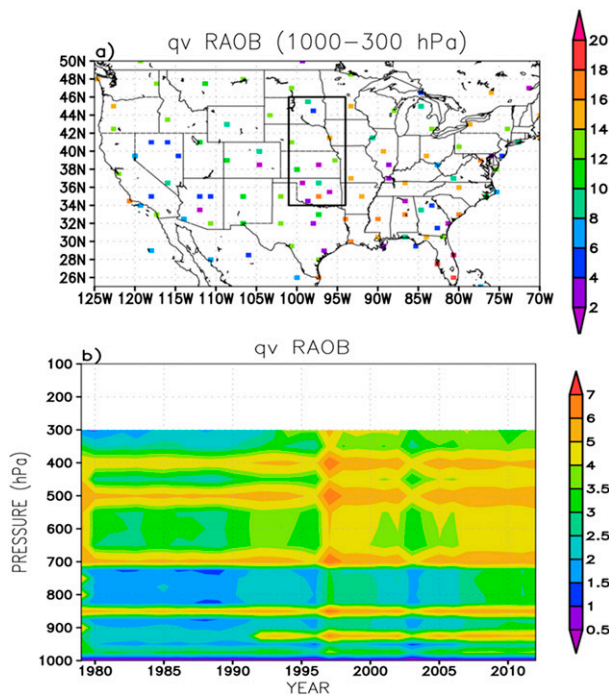 a) qv RAOB (1000–300 hPa)
50N
48N
46N
44N
42N
40N
38N
36N
34N
32N
30N
28N
26N
125W 120W 115W 110W 105W 100W 95W 90W 85W 80W 75W 70W
20
18
16
14
12
10
8
6
4
2
b) qv RAOB
PRESSURE (hPa)
100
200
300
400
500
600
700
800
900
1000
1980 1985 1990 1995 2000 2005 2010
YEAR
7
6
5
4.5
4
3.5
3
2.5
2
1.5
1
0.5